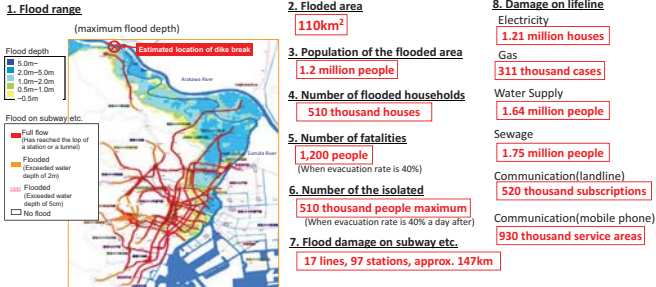 1. Flood range
(maximum flood depth)
Estimated location of dike break
Flood depth
5.0m~
2.0m~5.0m
1.0m~2.0m
0.5m~1.0m
~0.5m
Arakawa River
Sumida River
Flood on subway etc.
Full flow
(Has reached the top of
a station or a tunnel)
Flooded
(Exceeded water
depth of 2m)
Flooded
(Exceeded water
depth of 5cm)
No flood
2. Floded area
110km²
3. Population of the flooded area
1.2 million people
4. Number of flooded households
510 thousand houses
5. Number of fatalities
1,200 people
(When evacuation rate is 40%)
6. Number of the isolated
510 thousand people maximum
(When evacuation rate is 40% a day after)
7. Flood damage on subway etc.
17 lines, 97 stations, approx. 147km
8. Damage on lifeline
Electricity
1.21 million houses
Gas
311 thousand cases
Water Supply
1.64 million people
Sewage
1.75 million people
Communication(landline)
520 thousand subscriptions
Communication(mobile phone)
930 thousand service areas